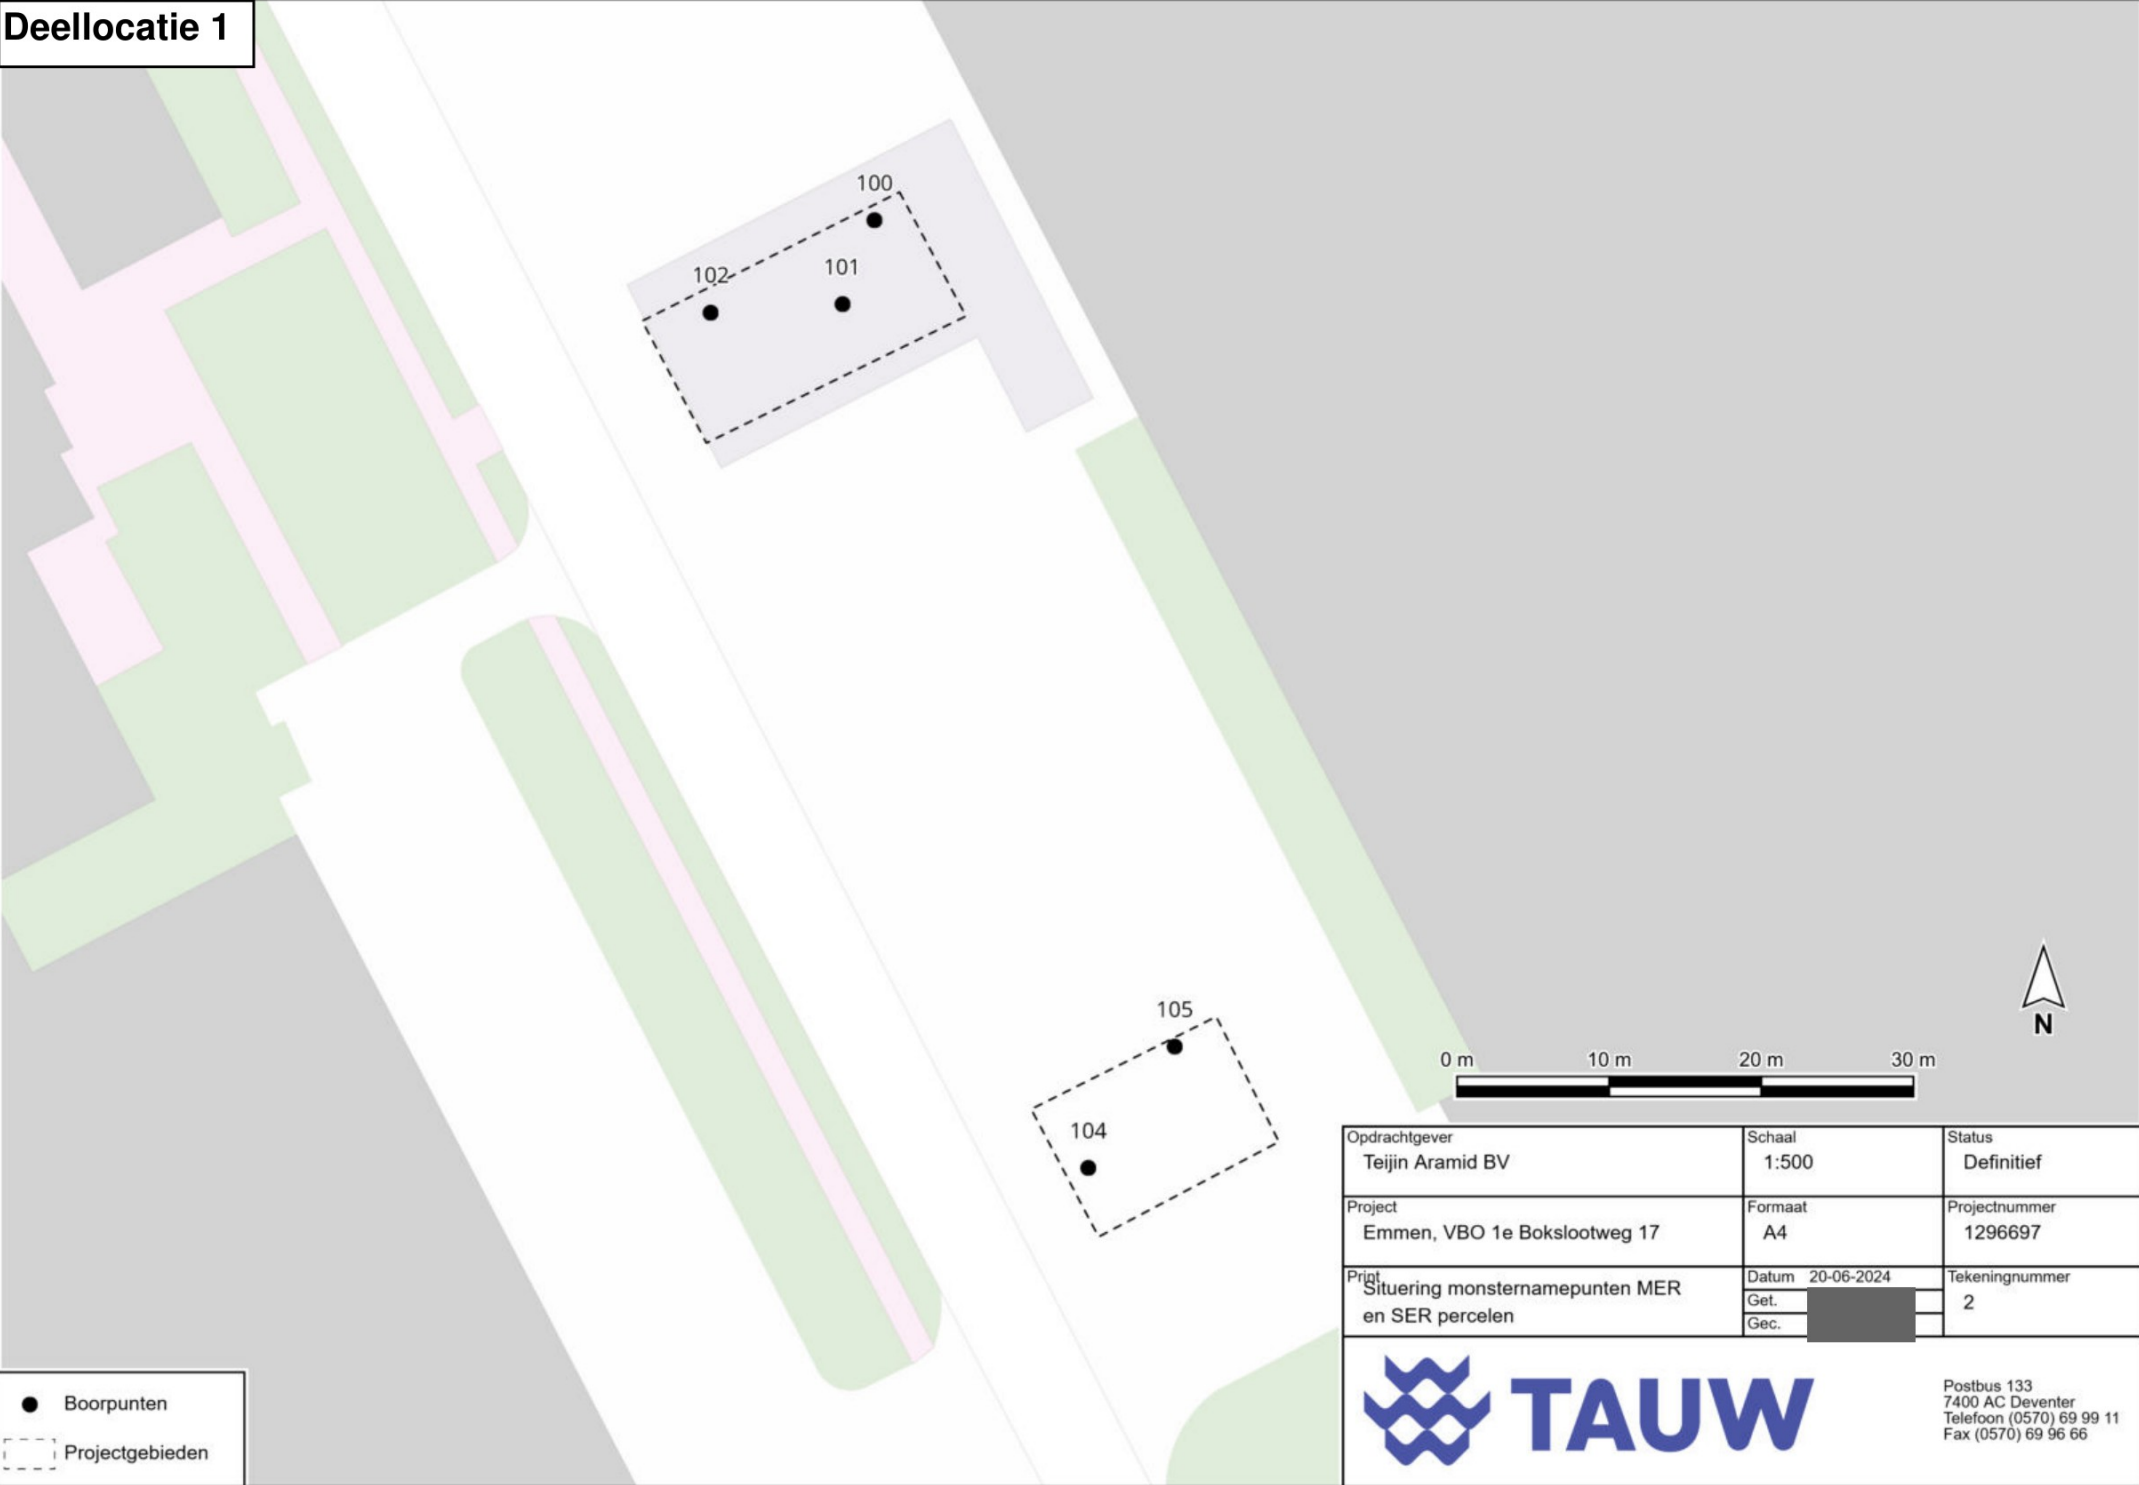 Deellocatie 1
100
102
101
105
104
N
0 m 10 m 20 m 30 m
Opdrachtgever
Teijin Aramid BV
Schaal
1:500
Status
Definitief
Project
Emmen, VBO 1e Bokslootweg 17
Formaat
A4
Projectnummer
1296697
Print
Situering monsternamepunten MER
en SER percelen
Datum 20-06-2024
Get.
Gec.
Tekeningnummer
2
TAUW
Postbus 133
7400 AC Deventer
Telefoon (0570) 69 99 11
Fax (0570) 69 96 66
Boorpunten
Projectgebieden